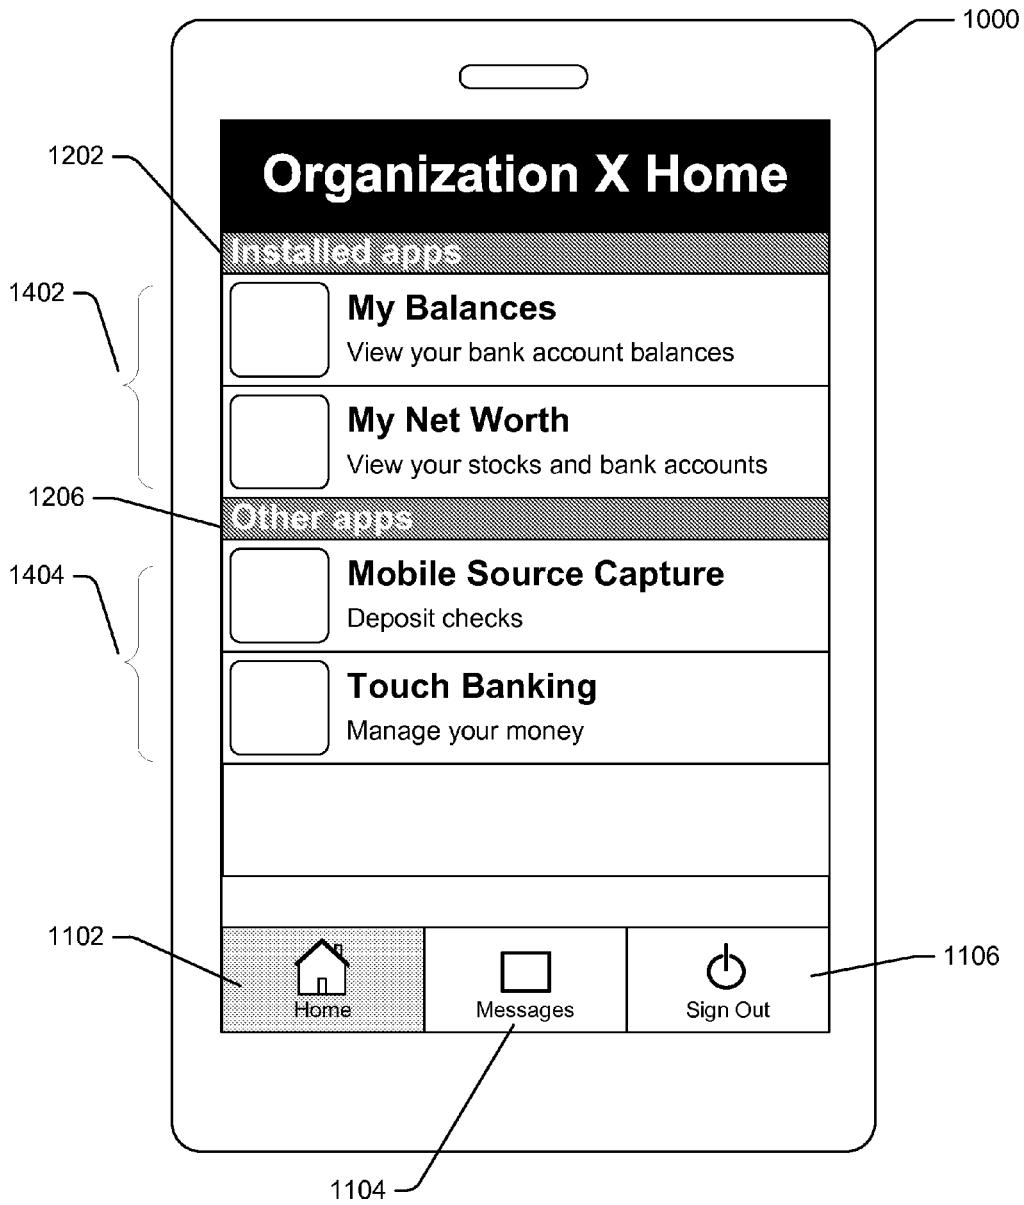 1000
Organization X Home
1202
Installed apps
1402
My Balances
View your bank account balances
My Net Worth
View your stocks and bank accounts
1206
Other apps
1404
Mobile Source Capture
Deposit checks
Touch Banking
Manage your money
1102
1106
Home
Messages
Sign Out
1104